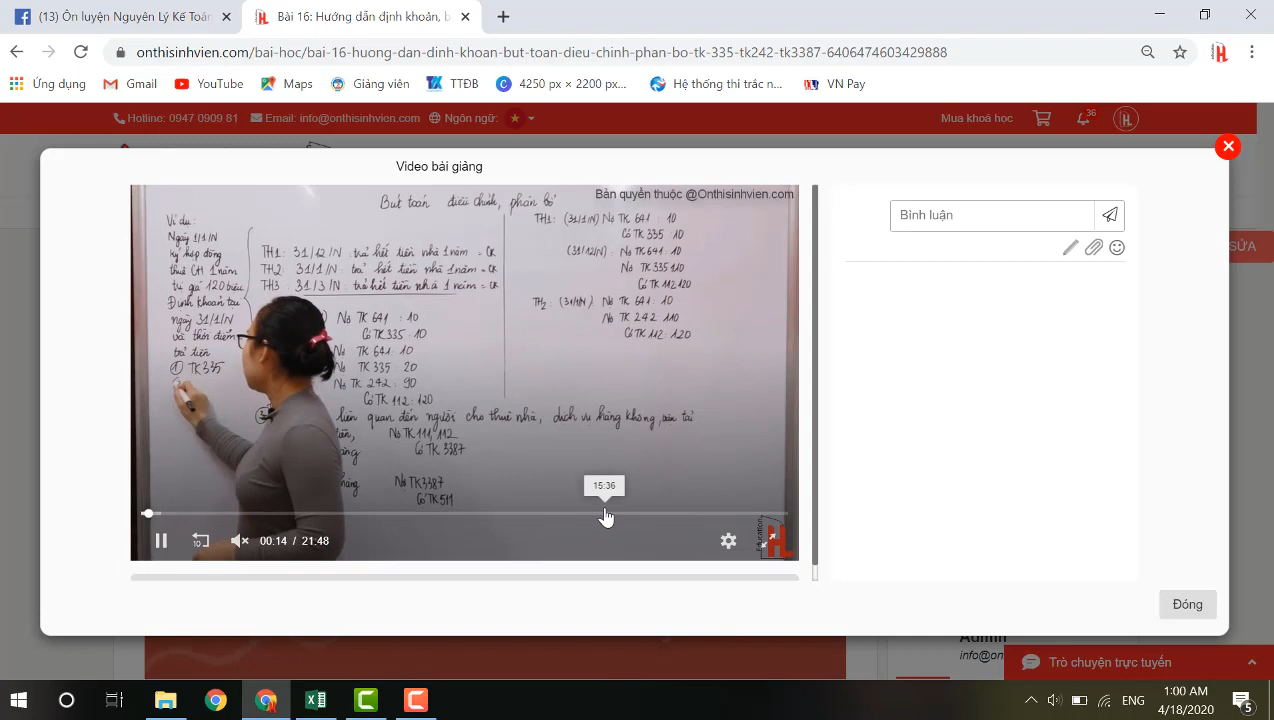 (13) Ôn luyện Nguyên Lý Kế Toán
Bài 16: Hướng dẫn định khoản, b
onthisinhvien.com/bai-hoc/bai-16-huong-dan-dinh-khoan-but-toan-dieu-chinh-phan-bo-tk-335-tk242-tk3387-6406474603429888
Ứng dụng
Gmail
YouTube
Maps
Giảng viên
TTĐB
4250 px × 2200 px...
Hệ thống thi trắc n...
VN Pay
Hotline: 0947 0909 81
Email: info@onthisinhvien.com
Ngôn ngữ:
Mua khoá học
36
Video bài giảng
Bản quyền thuộc @Onthisinhvien.com
Bút toán điều chỉnh, phân bổ
Ví dụ:
Ngày 1/1/N
ký hợp đồng
thuê CH 1 năm
trị giá 120 triệu
Định khoản tại
ngày 31/1/N
và thời điểm
trả tiền
① TK 335
TH1: 31/12/N: trả hết tiền nhà 1 năm = CK
TH2: 31/1/N: trả hết tiền nhà 1 năm = CK
TH3: 31/3/N: trả hết tiền nhà 1 năm = CK
Nợ TK 641 : 10
Có TK 335 : 10
Nợ TK 641 : 10
Nợ TK 335 20
Nợ TK 242 : 90
Có TK 112 : 120
liên quan đến người cho thuê nhà, dịch vụ hàng không, vận tải
tiền, Nợ TK 111, 112
Có TK 3387
hàng Nợ TK 3387
Có TK 511
TH1: (31/1/N) Nợ TK 641 : 10
Có TK 335 : 10
(31/12/N): Nợ TK 641 : 10
Nợ TK 335 110
Có TK 112 120
TH2: (31/1/N) Nợ TK 641 : 10
Nợ TK 242 110
Có TK 112 : 120
15:36
10
00:14 / 21:48
Education
HL
Bình luận
SỬA
Đóng
Admin
info@on
Trò chuyện trực tuyến
ENG
1:00 AM
4/18/2020
5